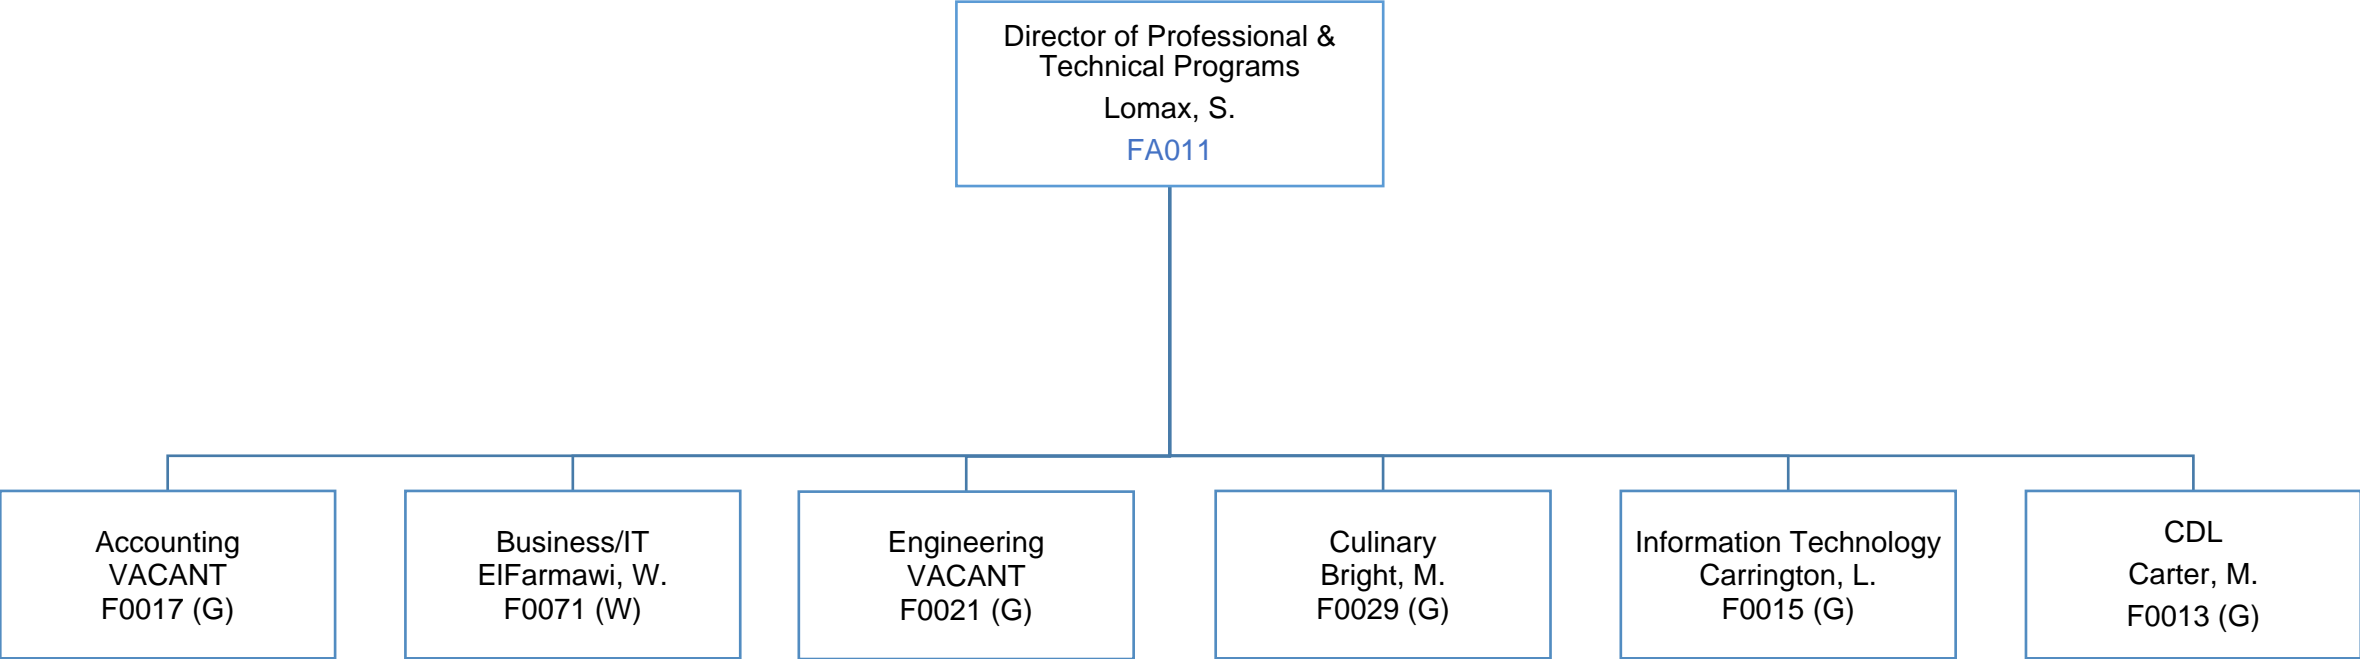 Director of Professional &
Technical Programs
Lomax, S.
FA011
Accounting
VACANT
F0017 (G)
Business/IT
ElFarmawi, W.
F0071 (W)
Engineering
VACANT
F0021 (G)
Culinary
Bright, M.
F0029 (G)
Information Technology
Carrington, L.
F0015 (G)
CDL
Carter, M.
F0013 (G)